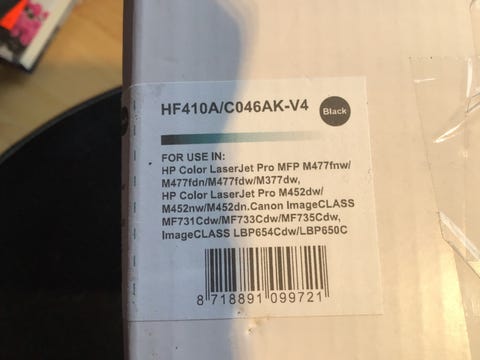 HF410A/C046AK-V4
Black
FOR USE IN:
HP Color LaserJet Pro MFP M477fnw/
M477fdn/M477fdw/M377dw,
HP Color LaserJet Pro M452dw/
M452nw/M452dn.Canon ImageCLASS
MF731Cdw/MF733Cdw/MF735Cdw,
ImageCLASS LBP654Cdw/LBP650C
8 718891 099721